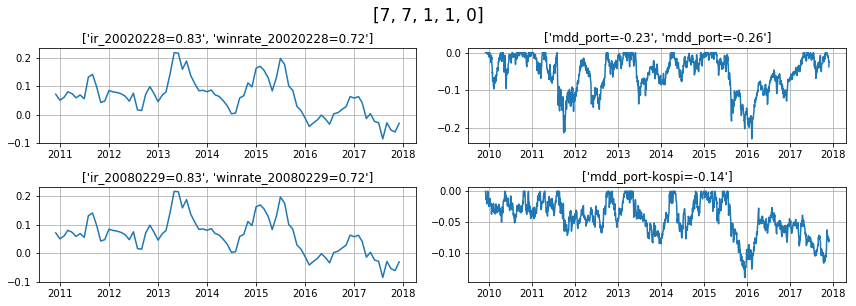 [7, 7, 1, 1, 0]
['ir_20020228=0.83', 'winrate_20020228=0.72']
0.2
0.1
0.0
−0.1
2011 2012 2013 2014 2015 2016 2017 2018
['mdd_port=-0.23', 'mdd_port=-0.26']
0.0
−0.1
−0.2
2010 2011 2012 2013 2014 2015 2016 2017 2018
['ir_20080229=0.83', 'winrate_20080229=0.72']
0.2
0.1
0.0
−0.1
2011 2012 2013 2014 2015 2016 2017 2018
['mdd_port-kospi=-0.14']
0.00
−0.05
−0.10
2010 2011 2012 2013 2014 2015 2016 2017 2018